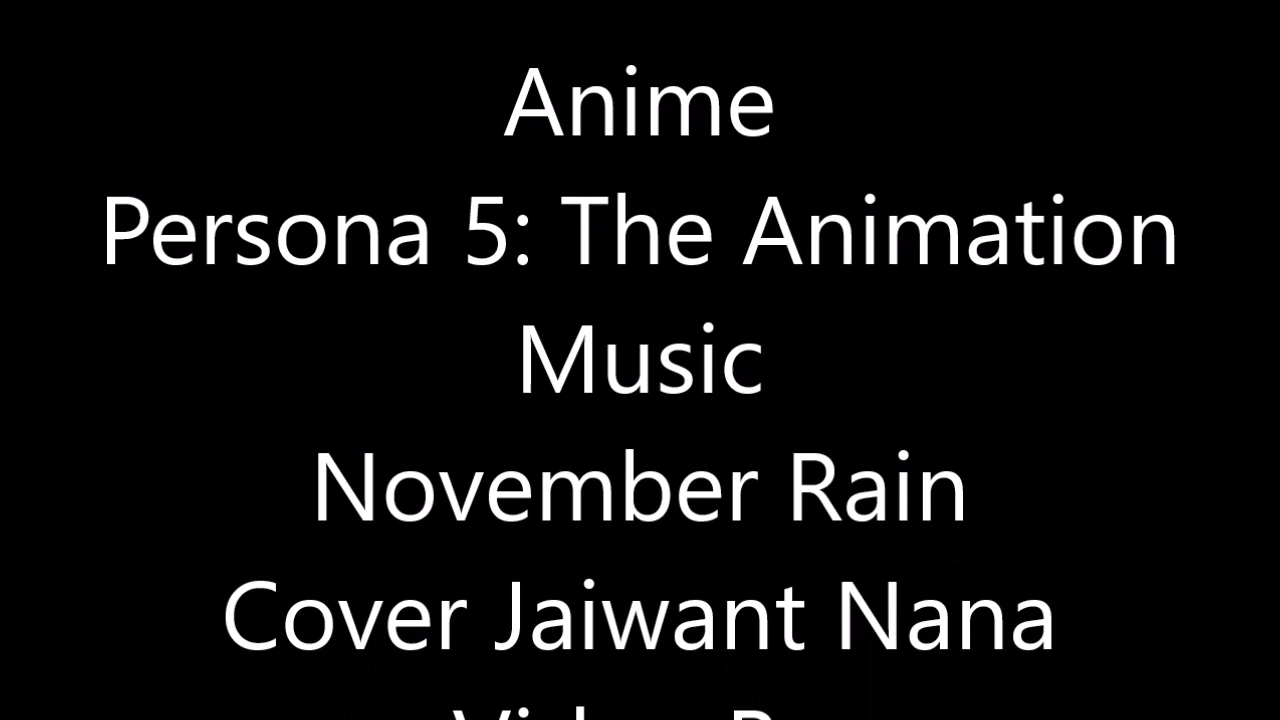 Anime
Persona 5: The Animation
Music
November Rain
Cover Jaiwant Nana